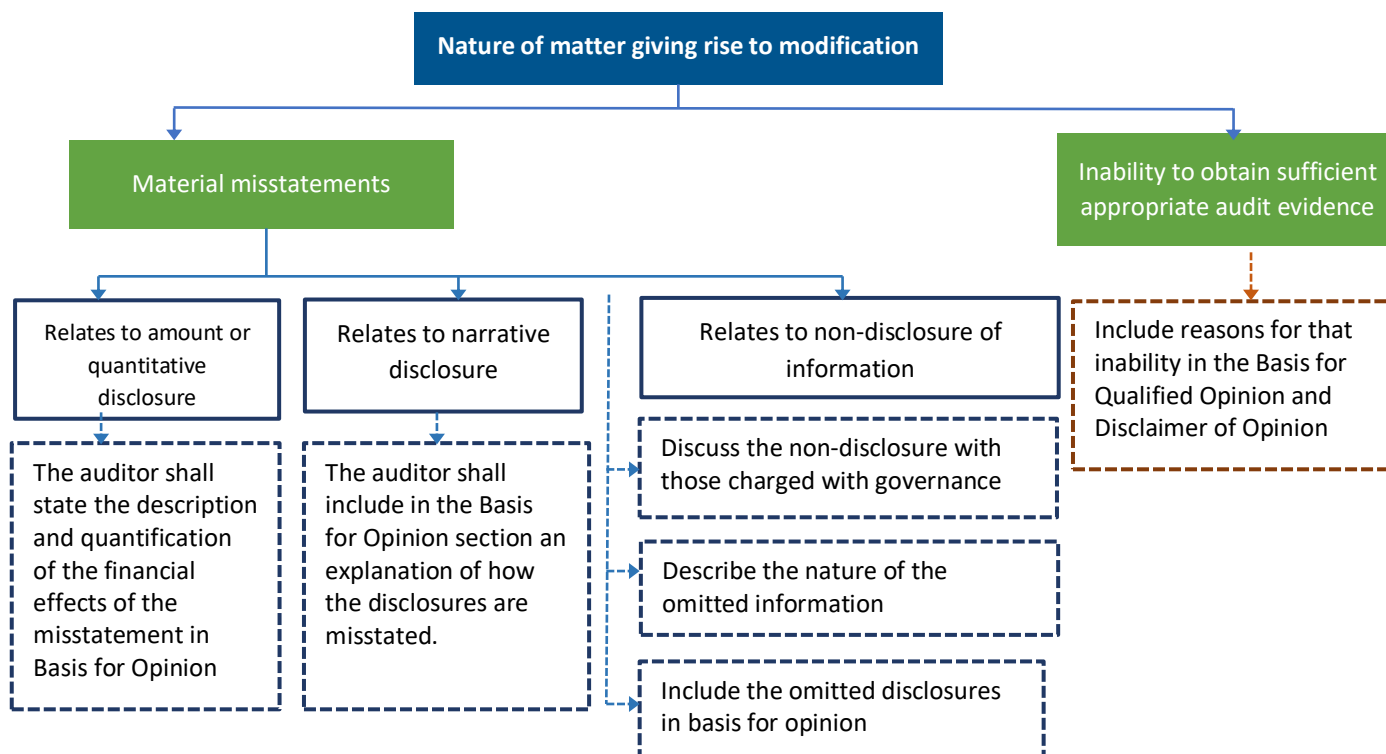 Nature of matter giving rise to modification
Material misstatements
Inability to obtain sufficient
appropriate audit evidence
Relates to amount or
quantitative
disclosure
Relates to narrative
disclosure
Relates to non-disclosure of
information
Include reasons for that
inability in the Basis for
Qualified Opinion and
Disclaimer of Opinion
The auditor shall
state the description
and quantification
of the financial
effects of the
misstatement in
Basis for Opinion
The auditor shall
include in the Basis
for Opinion section an
explanation of how
the disclosures are
misstated.
Discuss the non-disclosure with
those charged with governance
Describe the nature of the
omitted information
Include the omitted disclosures
in basis for opinion